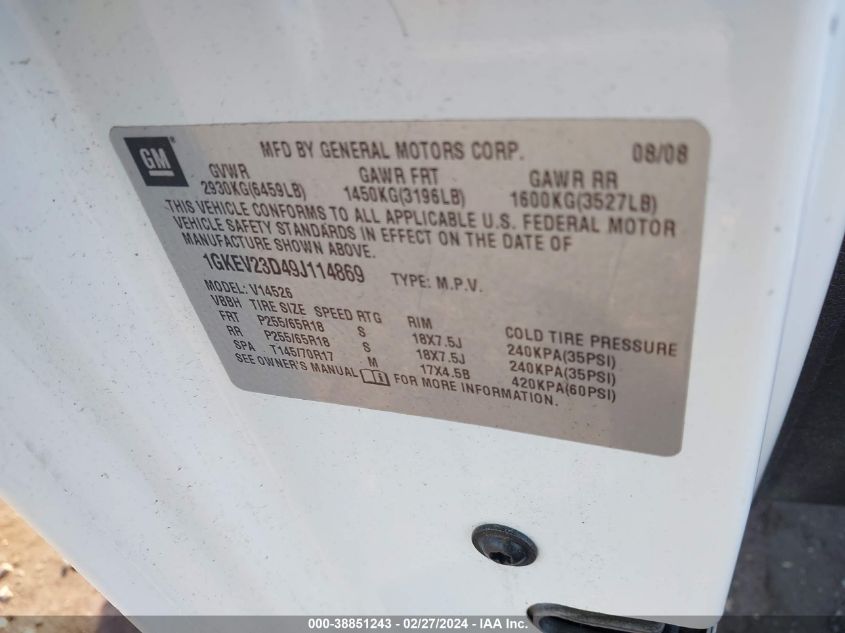 GM
MFD BY GENERAL MOTORS CORP. 08/08
GVWR GAWR FRT GAWR RR
2930KG(6459LB) 1450KG(3196LB) 1600KG(3527LB)
THIS VEHICLE CONFORMS TO ALL APPLICABLE U.S. FEDERAL MOTOR
VEHICLE SAFETY STANDARDS IN EFFECT ON THE DATE OF
MANUFACTURE SHOWN ABOVE.
1GKEV23D49J114869 TYPE: M.P.V.
MODEL: V14526
VBBH TIRE SIZE SPEED RTG RIM COLD TIRE PRESSURE
FRT P255/65R18 S 18X7.5J 240KPA(35PSI)
RR P255/65R18 S 18X7.5J 240KPA(35PSI)
SPA T145/70R17 M 17X4.5B 420KPA(60PSI)
SEE OWNER'S MANUAL i FOR MORE INFORMATION.
000-38851243 - 02/27/2024 - IAA Inc.